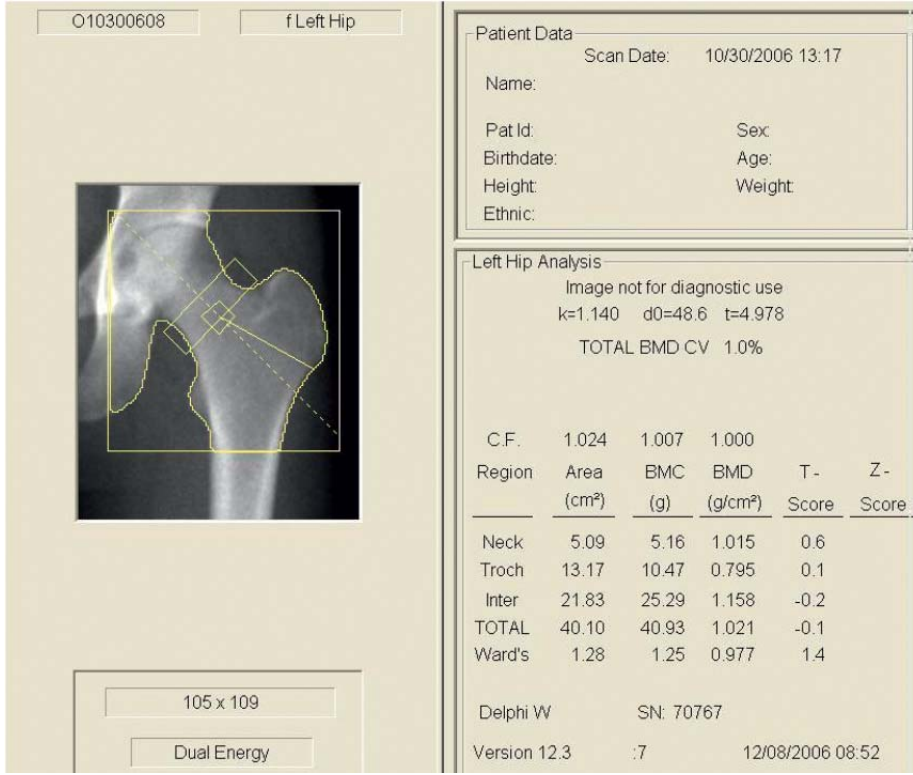 O10300608 f Left Hip
105 x 109
Dual Energy
Patient Data
Scan Date: 10/30/2006 13:17
Name:
Pat Id: Sex:
Birthdate: Age:
Height: Weight:
Ethnic:
Left Hip Analysis
Image not for diagnostic use
k=1.140 d0=48.6 t=4.978
TOTAL BMD CV 1.0%
C.F. 1.024 1.007 1.000
Region Area BMC BMD T - Z -
(cm²) (g) (g/cm²) Score Score
Neck 5.09 5.16 1.015 0.6
Troch 13.17 10.47 0.795 0.1
Inter 21.83 25.29 1.158 -0.2
TOTAL 40.10 40.93 1.021 -0.1
Ward's 1.28 1.25 0.977 1.4
Delphi W SN: 70767
Version 12.3 :7 12/08/2006 08:52